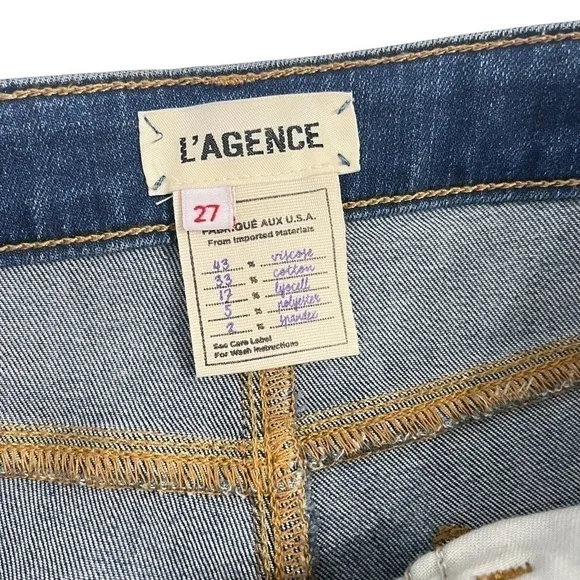 L'AGENCE
27
FABRIQUÉ AUX U.S.A.
From Imported Materials
43 % viscose
33 % cotton
17 % lyocell
5 % polyester
2 % spandex
See Care Label
For Wash Instructions